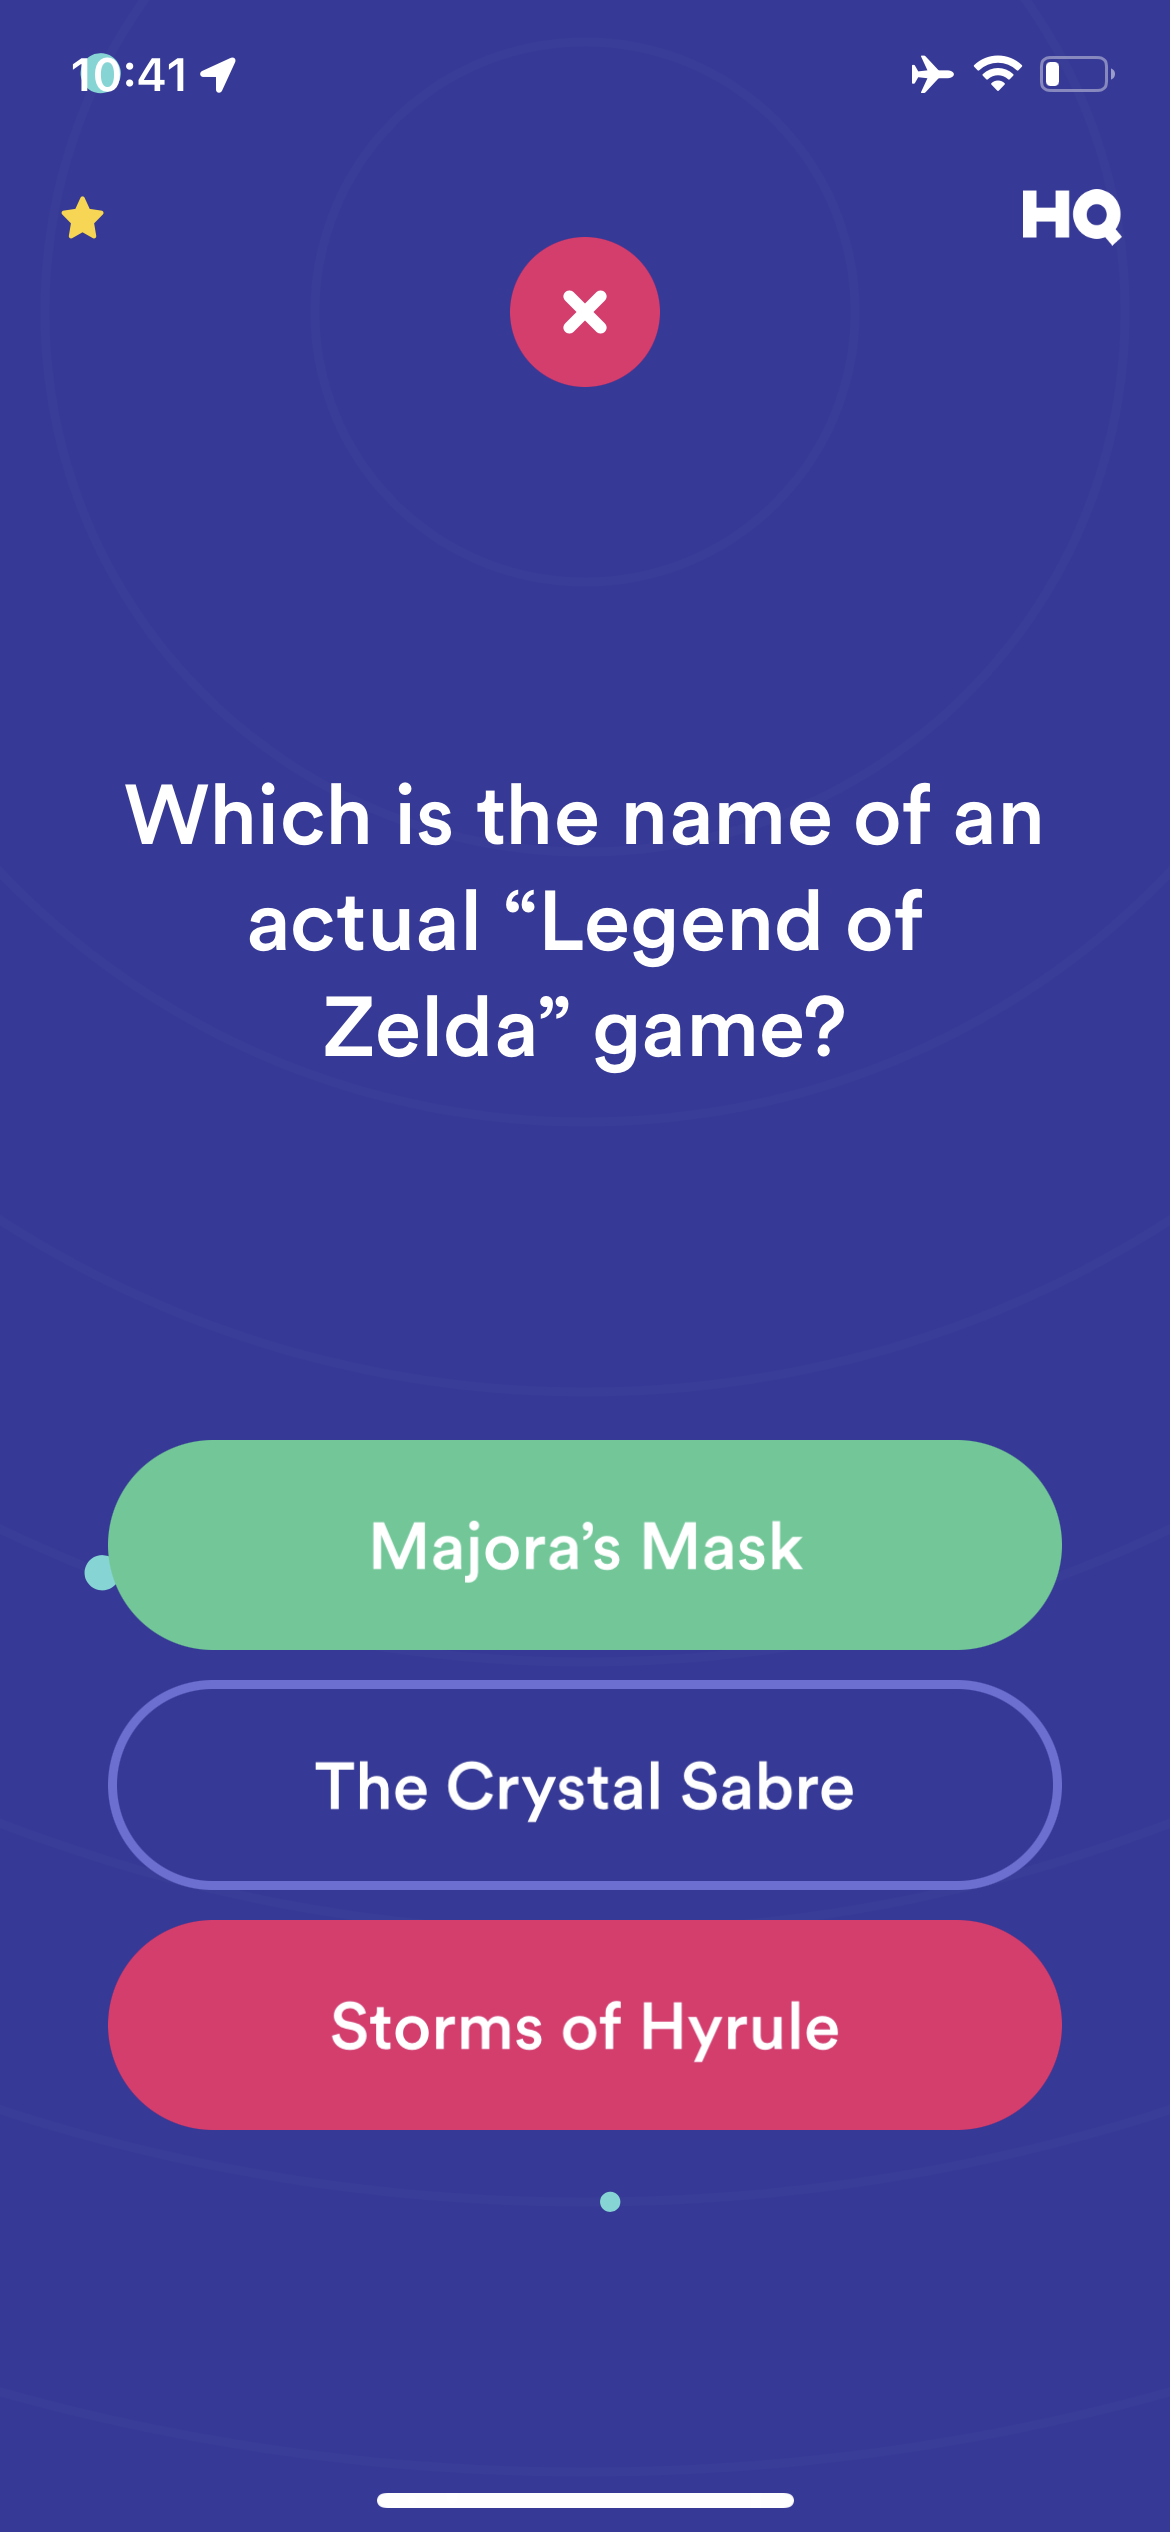 10:41
HQ
Which is the name of an
actual “Legend of
Zelda” game?
Majora’s Mask
The Crystal Sabre
Storms of Hyrule